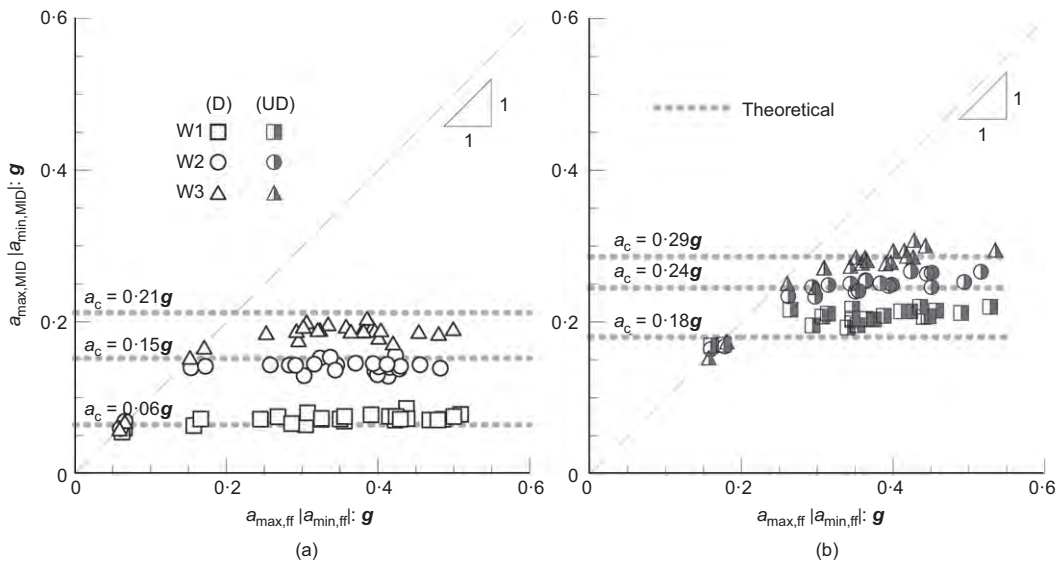 0·6
0·4
0·2
0
a_max,MID |a_min,MID|: g
(D) (UD)
W1
W2
W3
1
1
a_c = 0·21g
a_c = 0·15g
a_c = 0·06g
0 0·2 0·4 0·6
a_max,ff |a_min,ff|: g
(a)
0·6
0·4
0·2
0
Theoretical
1
1
a_c = 0·29g
a_c = 0·24g
a_c = 0·18g
0 0·2 0·4 0·6
a_max,ff |a_min,ff|: g
(b)